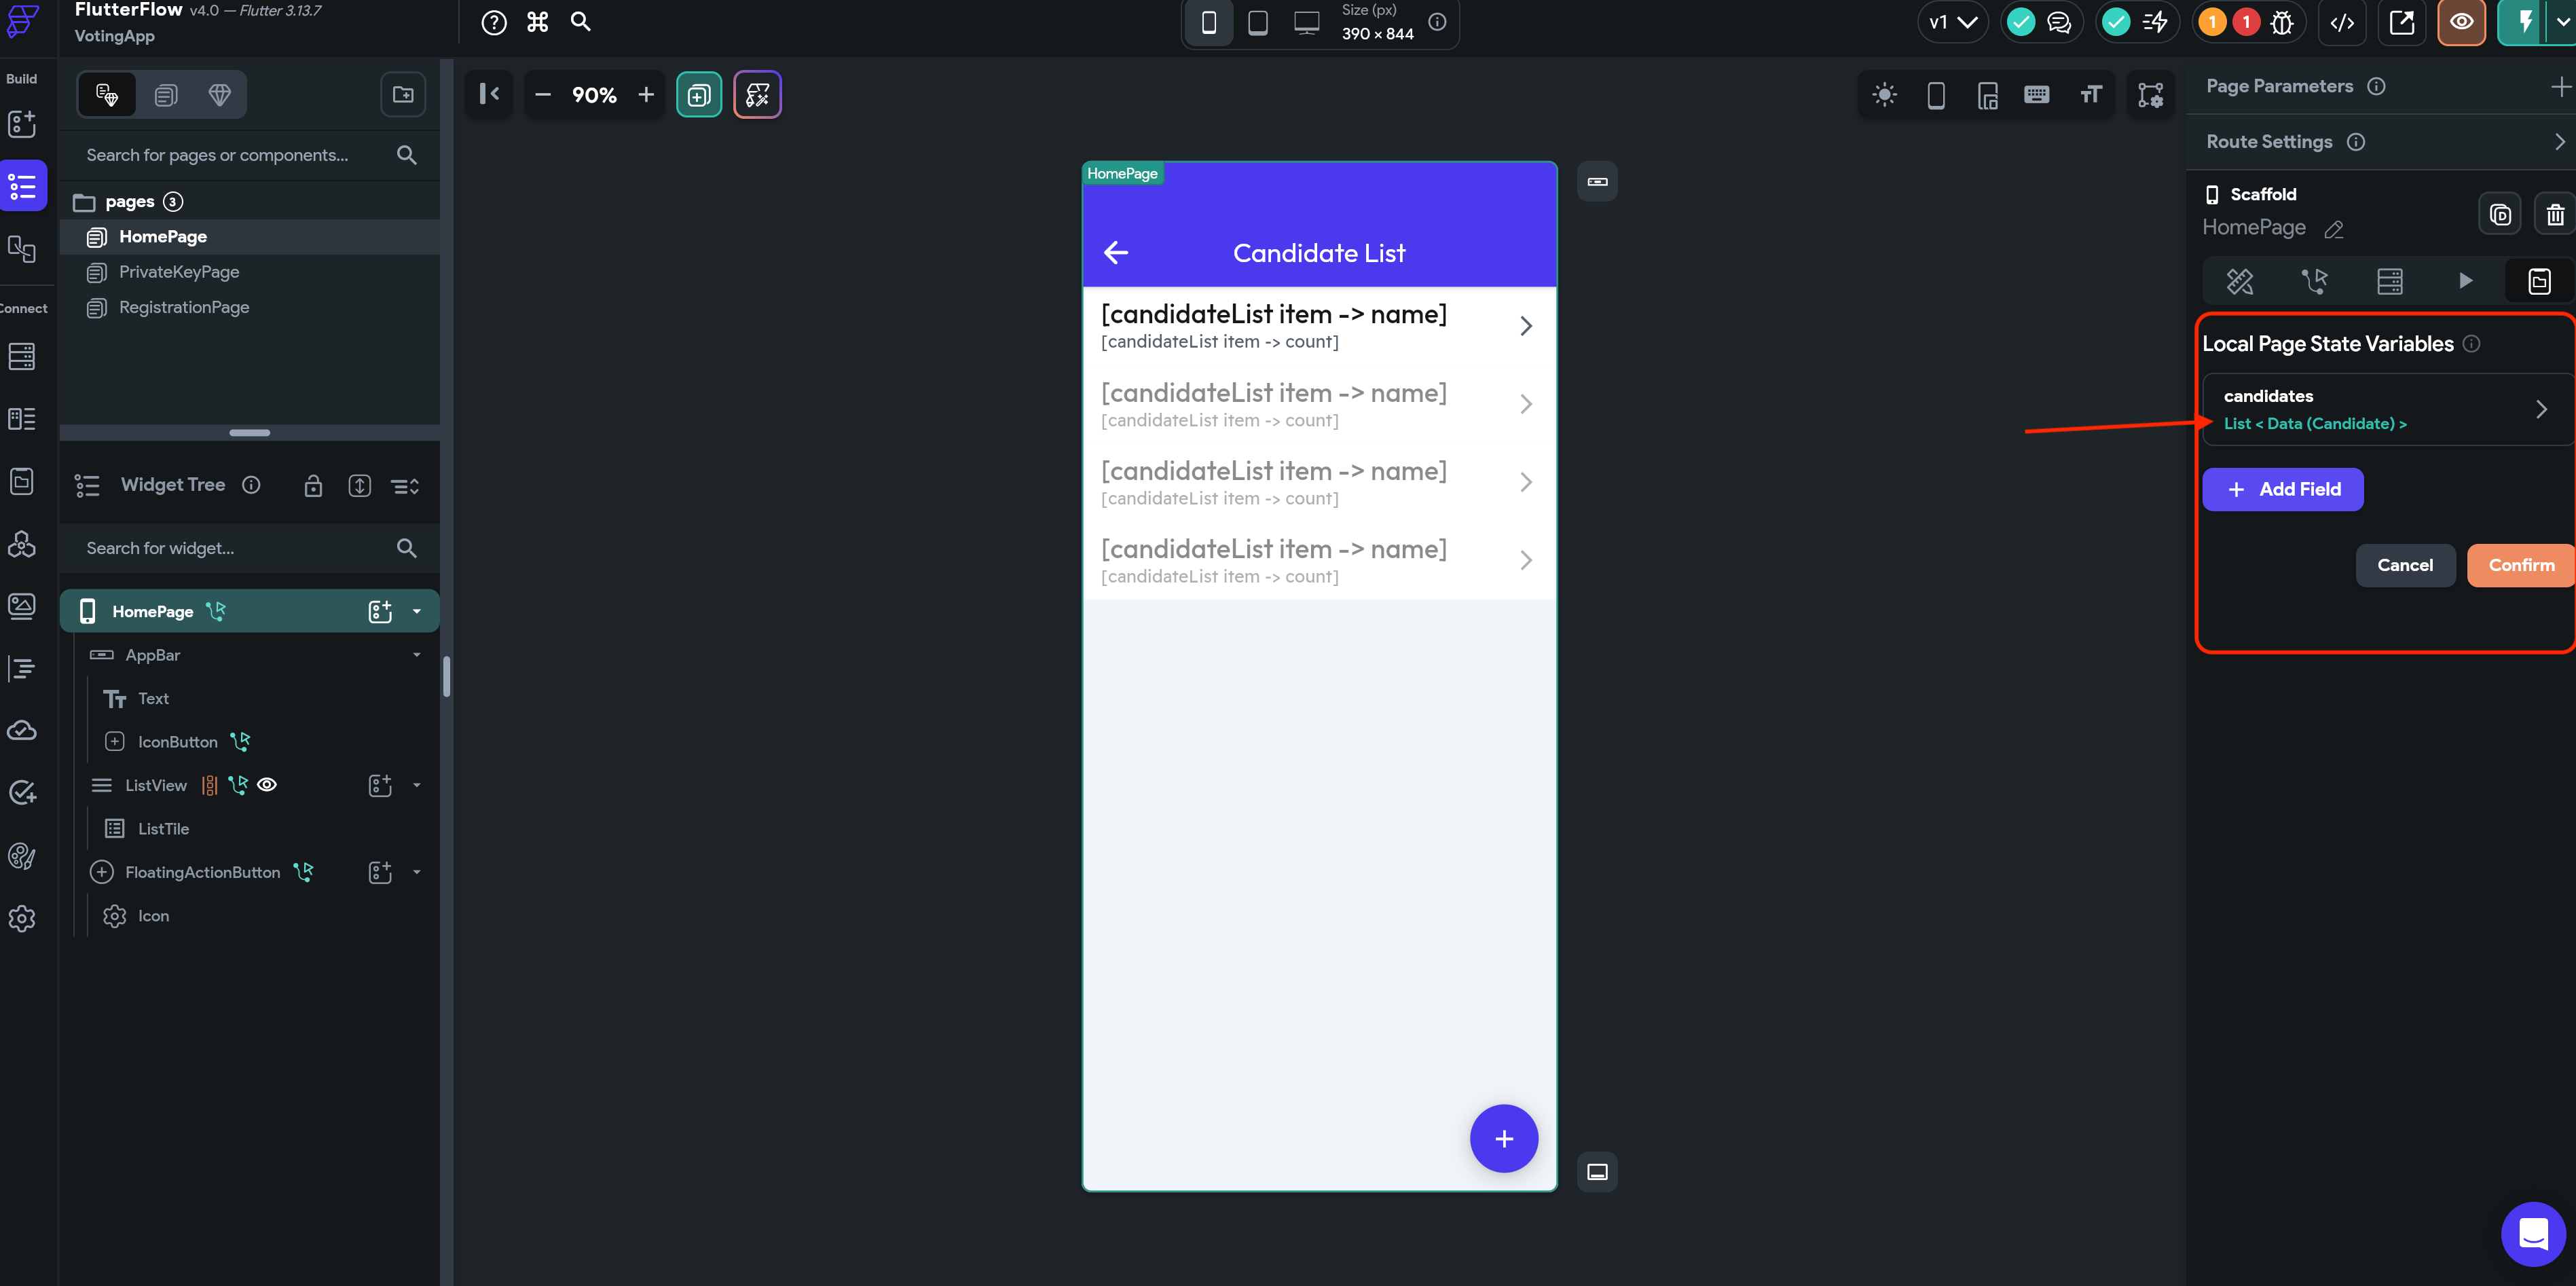 FlutterFlow v4.0 — Flutter 3.13.7
VotingApp
Size (px)
390 × 844
v1
1
1
Build
90%
Search for pages or components...
pages 3
HomePage
PrivateKeyPage
RegistrationPage
Connect
Widget Tree
Search for widget...
HomePage
AppBar
Text
IconButton
ListView
ListTile
FloatingActionButton
Icon
HomePage
Candidate List
[candidateList item -> name]
[candidateList item -> count]
[candidateList item -> name]
[candidateList item -> count]
[candidateList item -> name]
[candidateList item -> count]
[candidateList item -> name]
[candidateList item -> count]
Page Parameters
Route Settings
Scaffold
HomePage
Local Page State Variables
candidates
List < Data (Candidate) >
+ Add Field
Cancel
Confirm